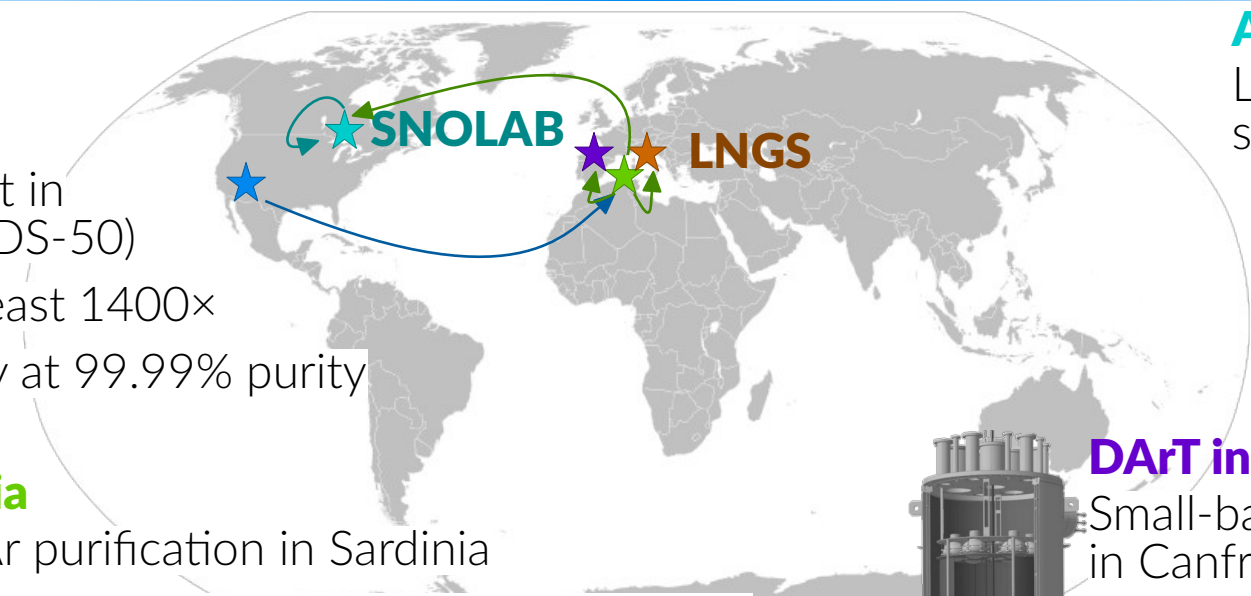 SNOLAB
LNGS
t in
DS-50)
east 1400×
y at 99.99% purity
ia
Ar purification in Sardinia
DArT in
Small-ba
in Canfr
A
L
s